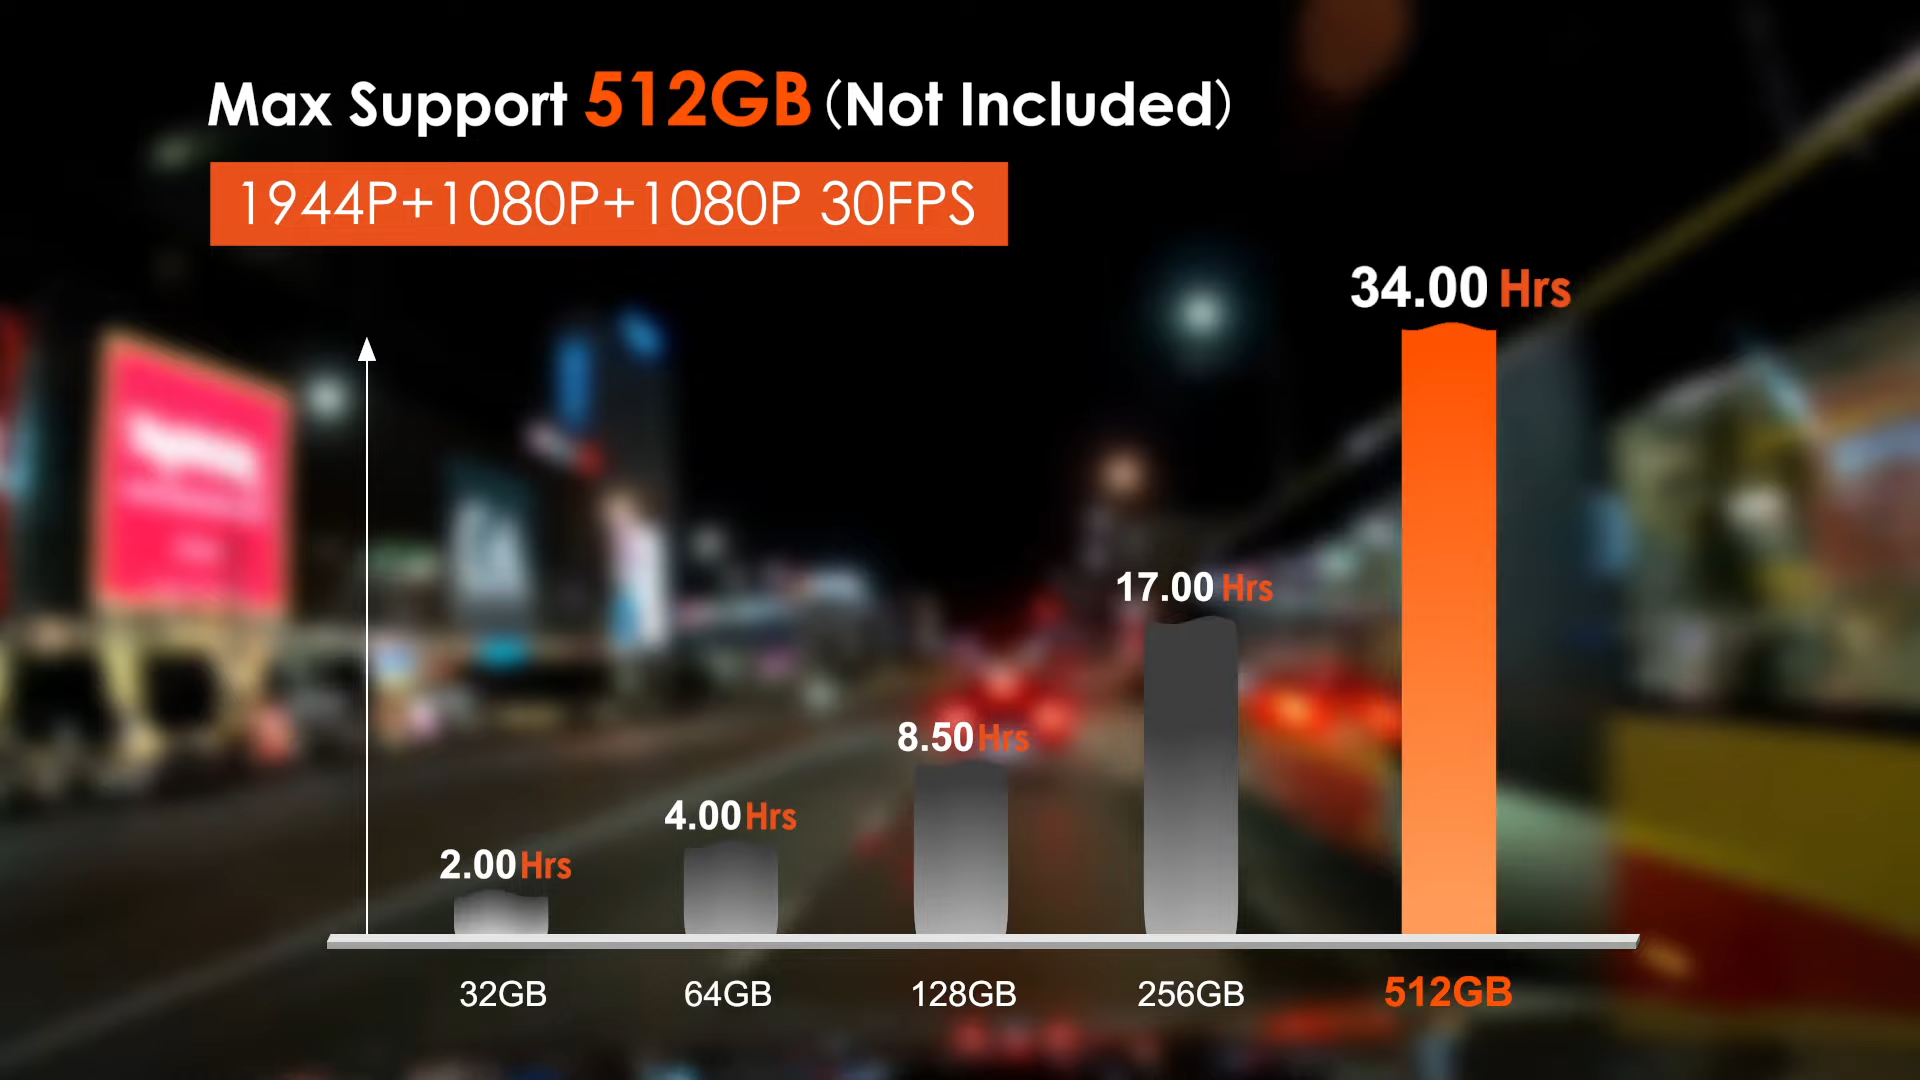 Max Support 512GB (Not Included)
1944P+1080P+1080P 30FPS
34.00 Hrs
17.00 Hrs
8.50 Hrs
4.00 Hrs
2.00 Hrs
32GB 64GB 128GB 256GB 512GB